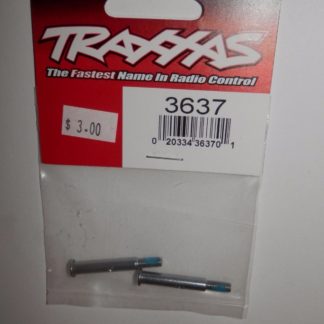 TRAXXAS
The Fastest Name In Radio Control
3637
$ 3.00
0 20334 36370 1